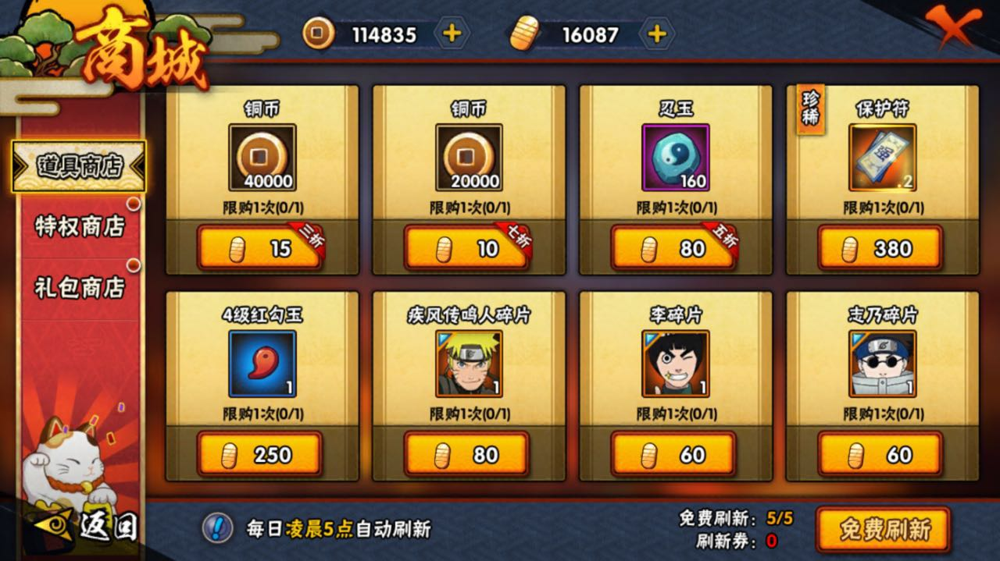 商城
114835
16087
道具商店
特权商店
礼包商店
返回
铜币
40000
限购1次(0/1)
15
三折
铜币
20000
限购1次(0/1)
10
七折
忍玉
160
限购1次(0/1)
80
五折
珍稀
保护符
强
2
限购1次(0/1)
380
4级红勾玉
1
限购1次(0/1)
250
疾风传鸣人碎片
1
限购1次(0/1)
80
李碎片
1
限购1次(0/1)
60
志乃碎片
1
限购1次(0/1)
60
每日凌晨5点自动刷新
免费刷新：5/5
刷新券：0
免费刷新